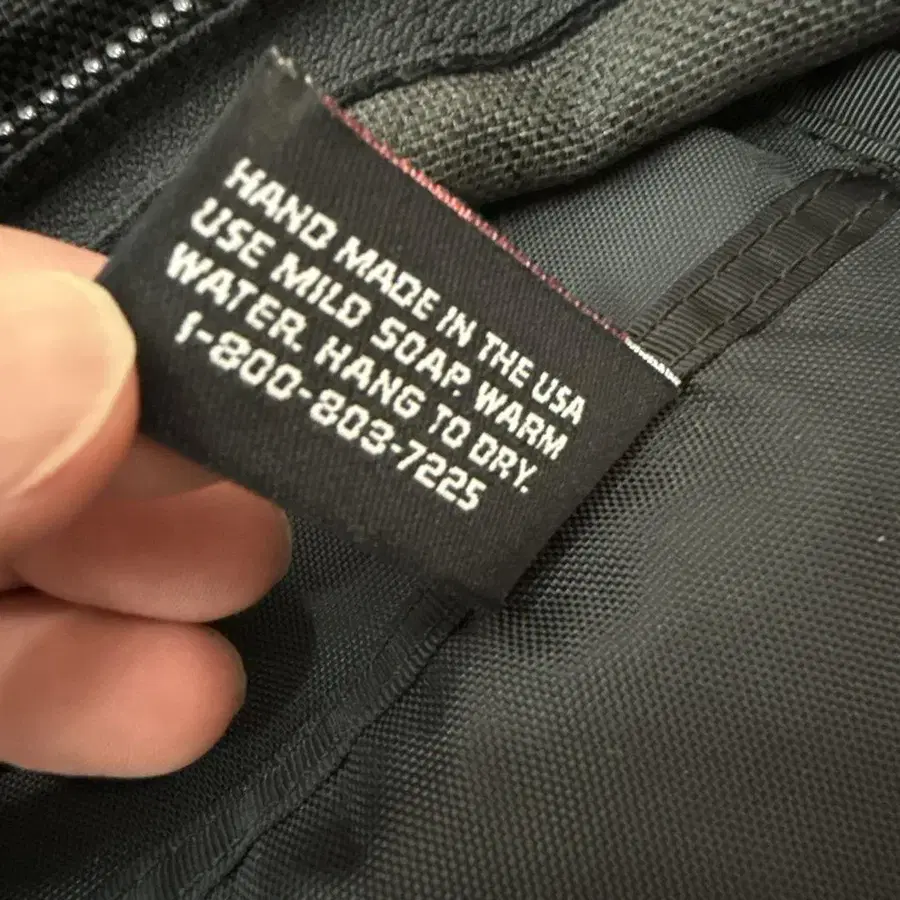 HAND MADE IN THE USA
USE MILD SOAP, WARM
WATER. HANG TO DRY.
1-800-803-7225